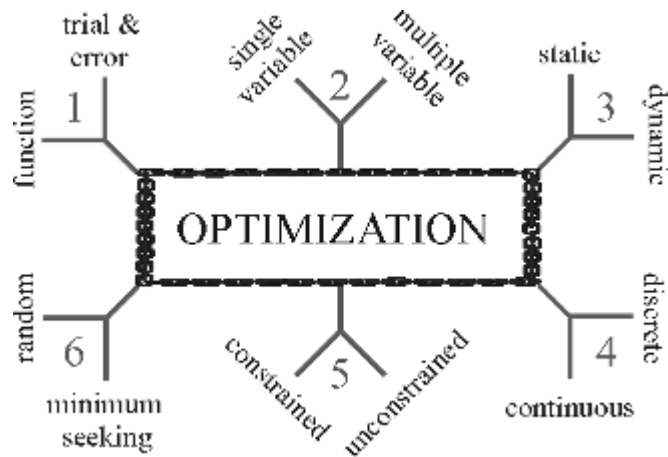 trial &
error
1
function
single
variable
2
multiple
variable
static
3
dynamic
OPTIMIZATION
random
6
minimum
seeking
constrained
5
unconstrained
discrete
4
continuous